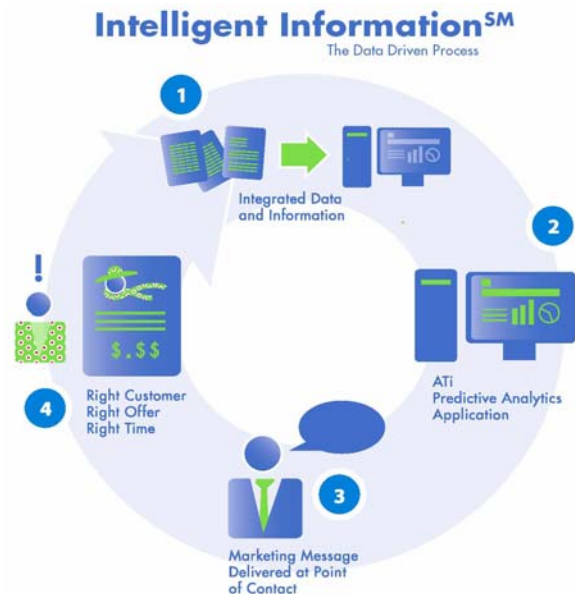 Intelligent Information℠
The Data Driven Process
1
Integrated Data
and Information
2
ATi
Predictive Analytics
Application
3
Marketing Message
Delivered at Point
of Contact
!
$.$$
4
Right Customer
Right Offer
Right Time